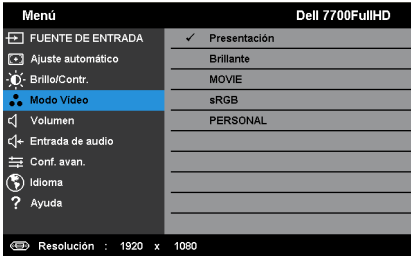 Menú Dell 7700FullHD
FUENTE DE ENTRADA ✓ Presentación
Ajuste automático Brillante
Brillo/Contr. MOVIE
Modo Vídeo sRGB
Volumen PERSONAL
Entrada de audio
Conf. avan.
Idioma
? Ayuda
Resolución : 1920 x 1080